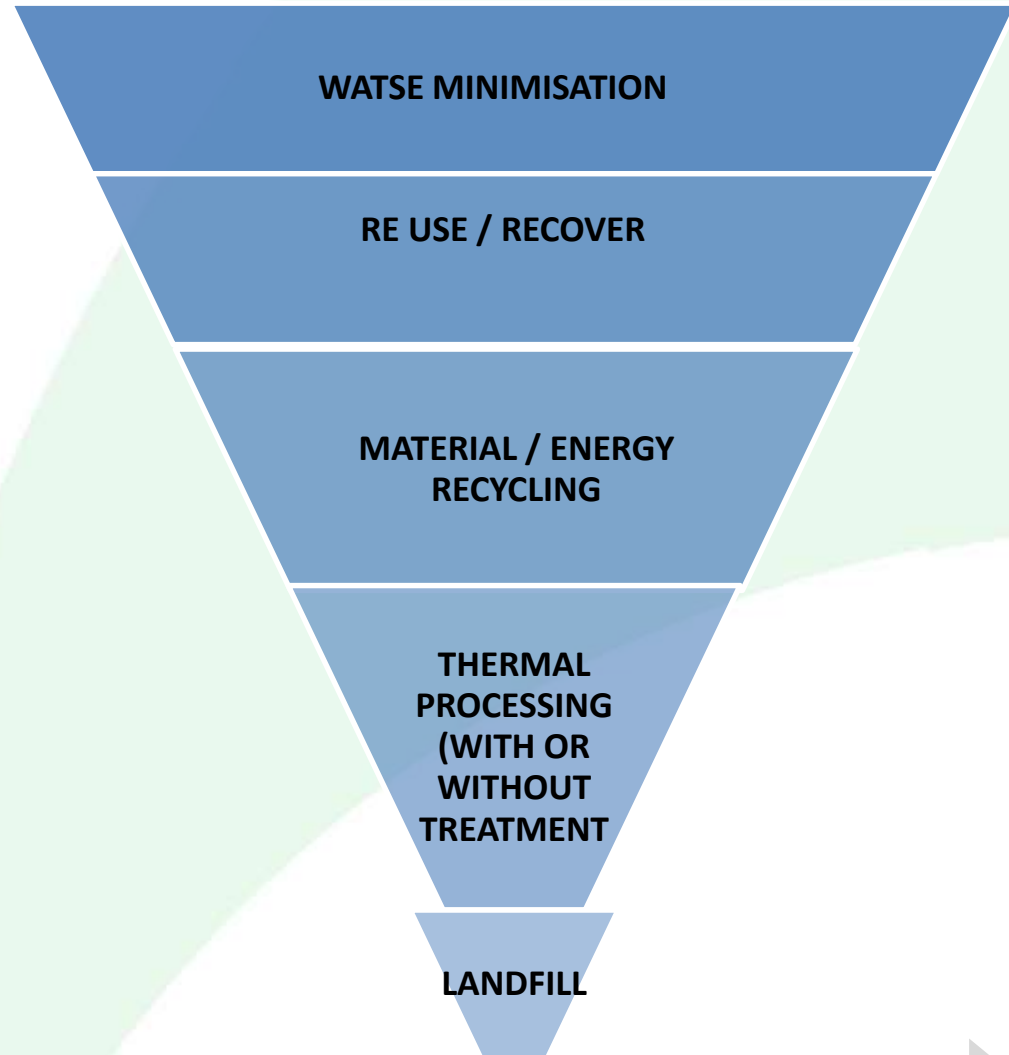 WATSE MINIMISATION
RE USE / RECOVER
MATERIAL / ENERGY
RECYCLING
THERMAL
PROCESSING
(WITH OR
WITHOUT
TREATMENT
LANDFILL